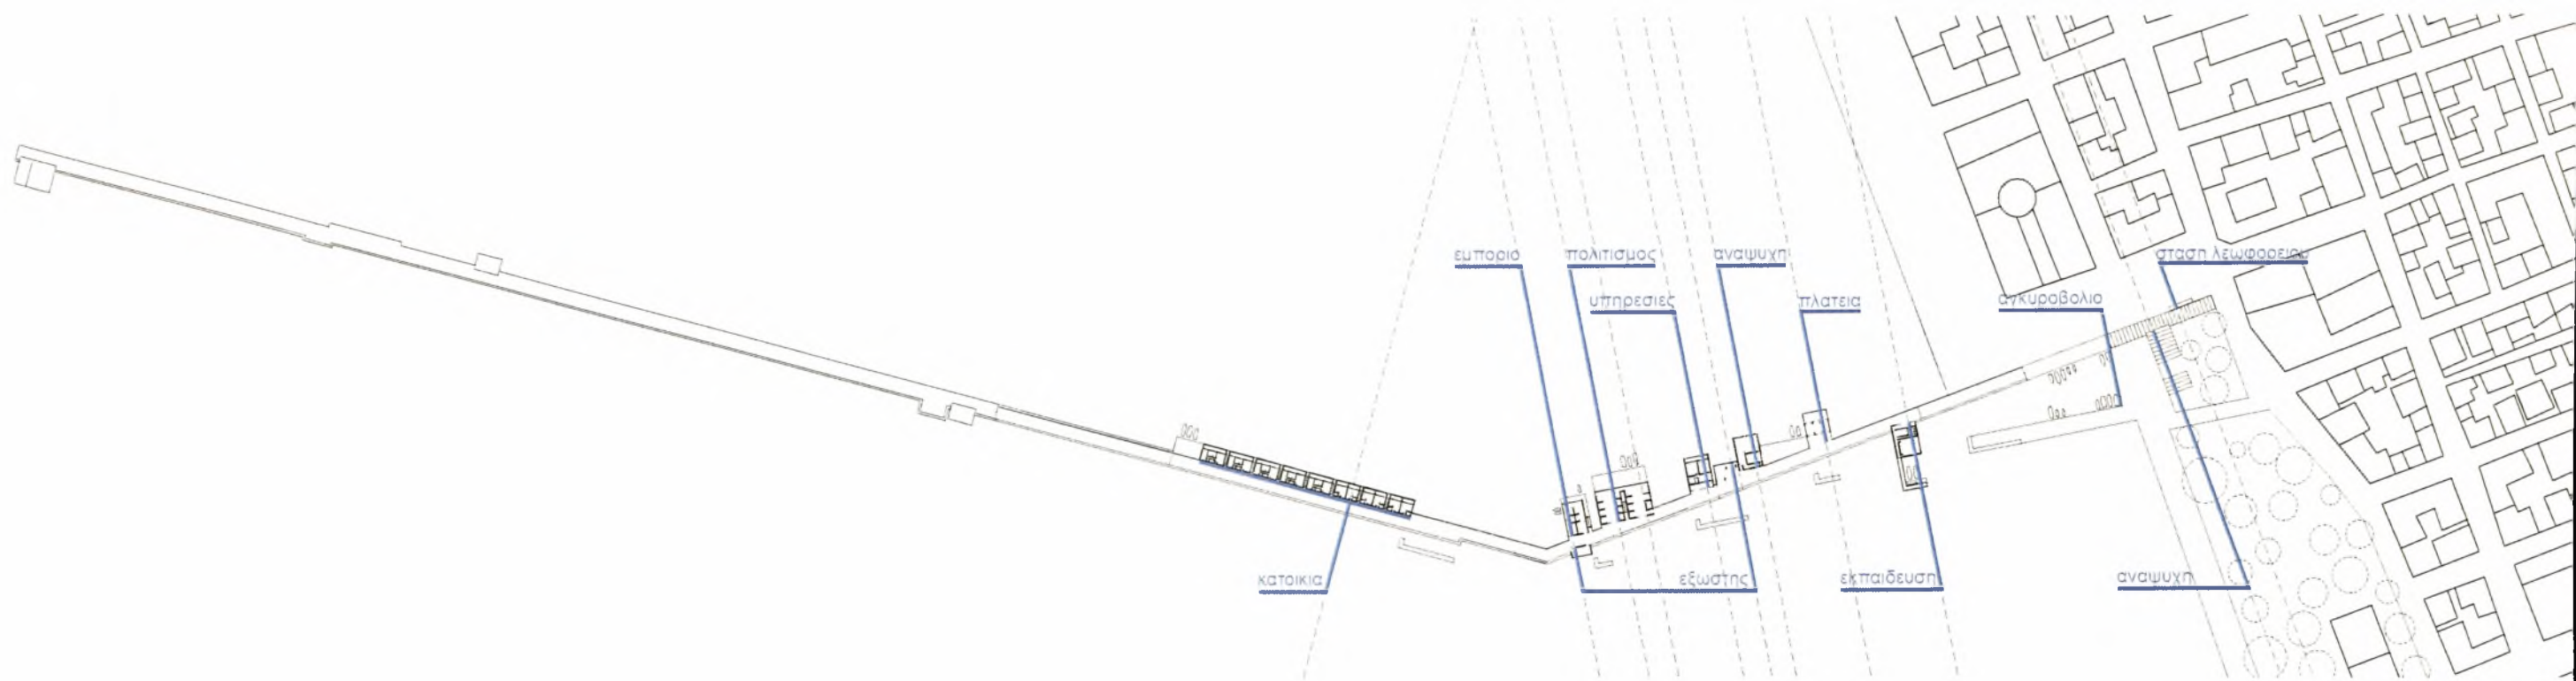 εμποριο
πολιτισμος
αναψυχη
σταση λεωφορειου
υπηρεσιες
πλατεια
αγκυροβολιο
κατοικια
εξωστης
εκπαιδευση
αναψυχη